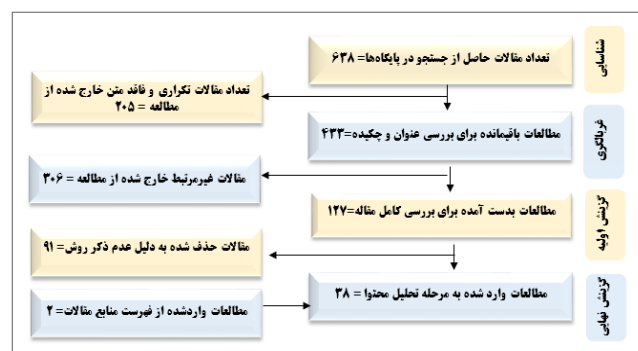 شناسایی
تعداد مقالات حاصل از جستجو در پایگاه‌ها= ۶۳۸
تعداد مقالات تکراری و فاقد متن خارج شده از
مطالعه = ۲۰۵
غربالگری
مطالعات باقیمانده برای بررسی عنوان و چکیده=۴۳۳
مقالات غیرمرتبط خارج شده از مطالعه = ۳۰۶
گزینش اولیه
مطالعات بدست آمده برای بررسی کامل مقاله=۱۲۷
مقالات حذف شده به دلیل عدم ذکر روش= ۹۱
گزینش نهایی
مطالعات وارد شده به مرحله تحلیل محتوا = ۳۸
مطالعات واردشده از فهرست منابع مقالات= ۲